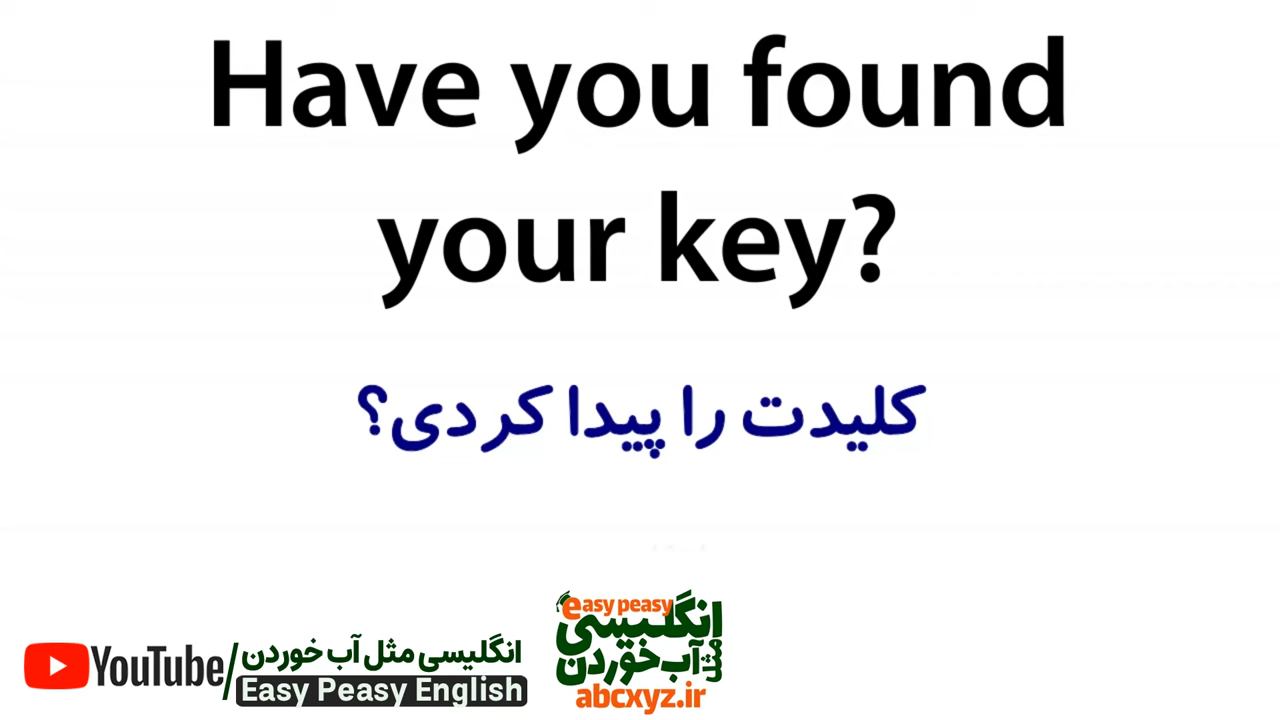 Have you found
your key?
کلیدت را پیدا کردی؟
YouTube/انگلیسی مثل آب خوردن
Easy Peasy English
easy peasy
انگلیسی
مثل آب خوردن
abcxyz.ir